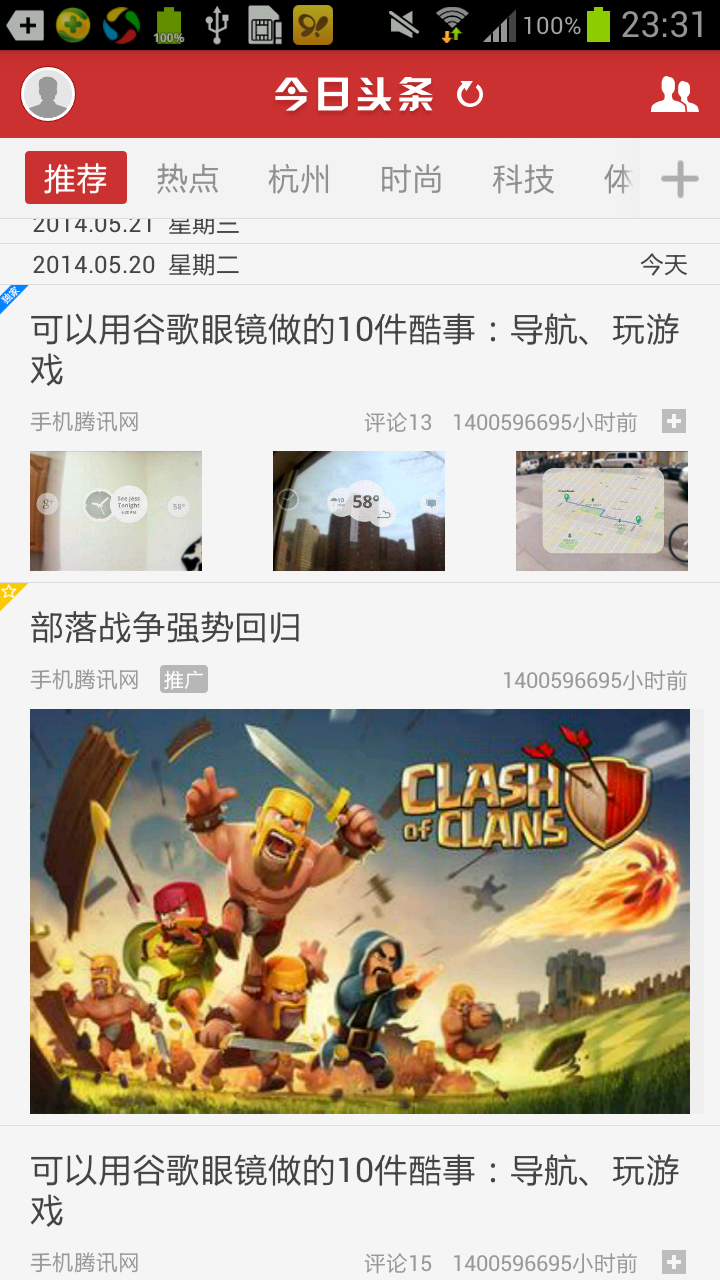 100%
100%
23:31
今日头条
推荐
热点
杭州
时尚
科技
体
2014.05.21 星期三
2014.05.20 星期二
今天
独家
可以用谷歌眼镜做的10件酷事：导航、玩游
戏
手机腾讯网
评论13
1400596695小时前
g+
See Jess
Tonight
58°
58°
部落战争强势回归
手机腾讯网
推广
1400596695小时前
CLASH
of CLANS
可以用谷歌眼镜做的10件酷事：导航、玩游
戏
手机腾讯网
评论15
1400596695小时前